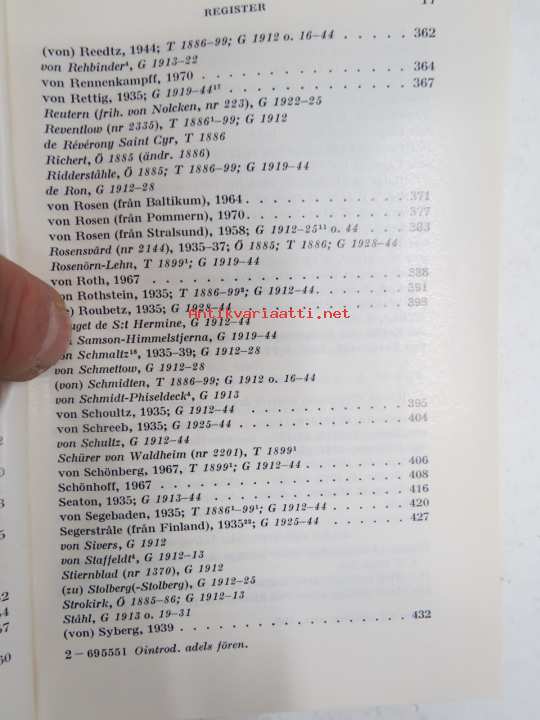 REGISTER 17
(von) Reedtz, 1944; T 1886–99; G 1912 o. 16–44 . . . . . 362
von Rehbinder⁴, G 1913–22
von Rennenkampff, 1970 . . . . . 364
von Rettig, 1935; G 1919–44¹⁷ . . . . . 367
Reutern (frih. von Nolcken, nr 223), G 1922–25
Reventlow (nr 2335), T 1886¹–99; G 1912
de Révérony Saint Cyr, T 1886
Richert, Ö 1885 (ändr. 1886)
Ridderståhle, Ö 1885; T 1886–99; G 1919–44
de Ron, G 1912–28
von Rosen (från Baltikum), 1964 . . . . . 371
von Rosen (från Pommern), 1970 . . . . . 377
von Rosen (från Stralsund), 1958; G 1912–25¹¹ o. 44 . . . 383
Rosensvärd (nr 2144), 1935–37; Ö 1885; T 1886; G 1928–44
Rosenörn-Lehn, T 1899¹; G 1919–44
von Roth, 1967 . . . . . 388
von Rothstein, 1935; T 1886–99²; G 1912–44 . . . . . 391
Roubetz, 1935; G 1928–44 . . . . . 393
de S:t Hermine, G 1912–44
Samson-Himmelstjerna, G 1919–44
von Schmaltz¹⁸, 1935–39; G 1912–28
von Schmettow, G 1912–28
(von) Schmidten, T 1886–99; G 1912 o. 16–44
von Schmidt-Phiseldeck⁴, G 1913
von Schoultz, 1935; G 1912–44 . . . . . 395
von Schreeb, 1935; G 1925–44 . . . . . 404
von Schultz, G 1912–44
Schürer von Waldheim (nr 2201), T 1899¹
von Schönberg, 1967, T 1899¹; G 1912–44 . . . . . 406
Schönhoff, 1967 . . . . . 408
Seaton, 1935; G 1913–44 . . . . . 416
von Segebaden, 1935; T 1886¹–99¹; G 1912–44 . . . . . 420
Segerstråle (från Finland), 1935²²; G 1925–44 . . . . . 427
von Sivers, G 1912
von Staffeldt⁴, G 1912–13
Stiernblad (nr 1370), G 1912
(zu) Stolberg(-Stolberg), G 1912–25
Strokirk, Ö 1885–86; G 1912–13
Ståhl, G 1913 o. 19–31
(von) Syberg, 1939 . . . . . 432
2 – 695551 Ointrod. adels fören.
Antikvariaatti.net